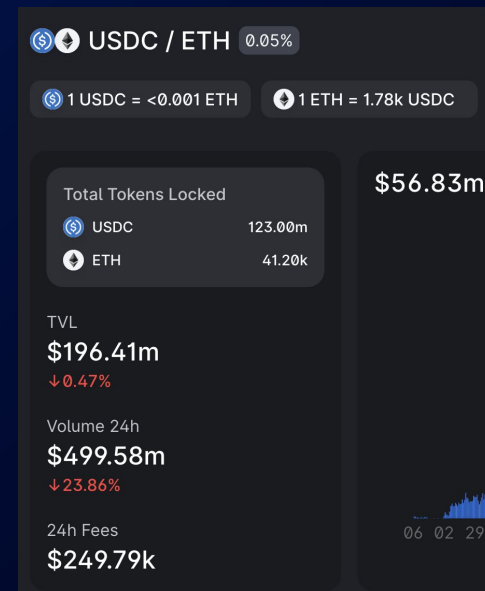 USDC / ETH 0.05%
1 USDC = <0.001 ETH 1 ETH = 1.78k USDC
Total Tokens Locked
USDC 123.00m
ETH 41.20k
TVL
$196.41m
↓0.47%
Volume 24h
$499.58m
↓23.86%
24h Fees
$249.79k
$56.83m
06 02 29